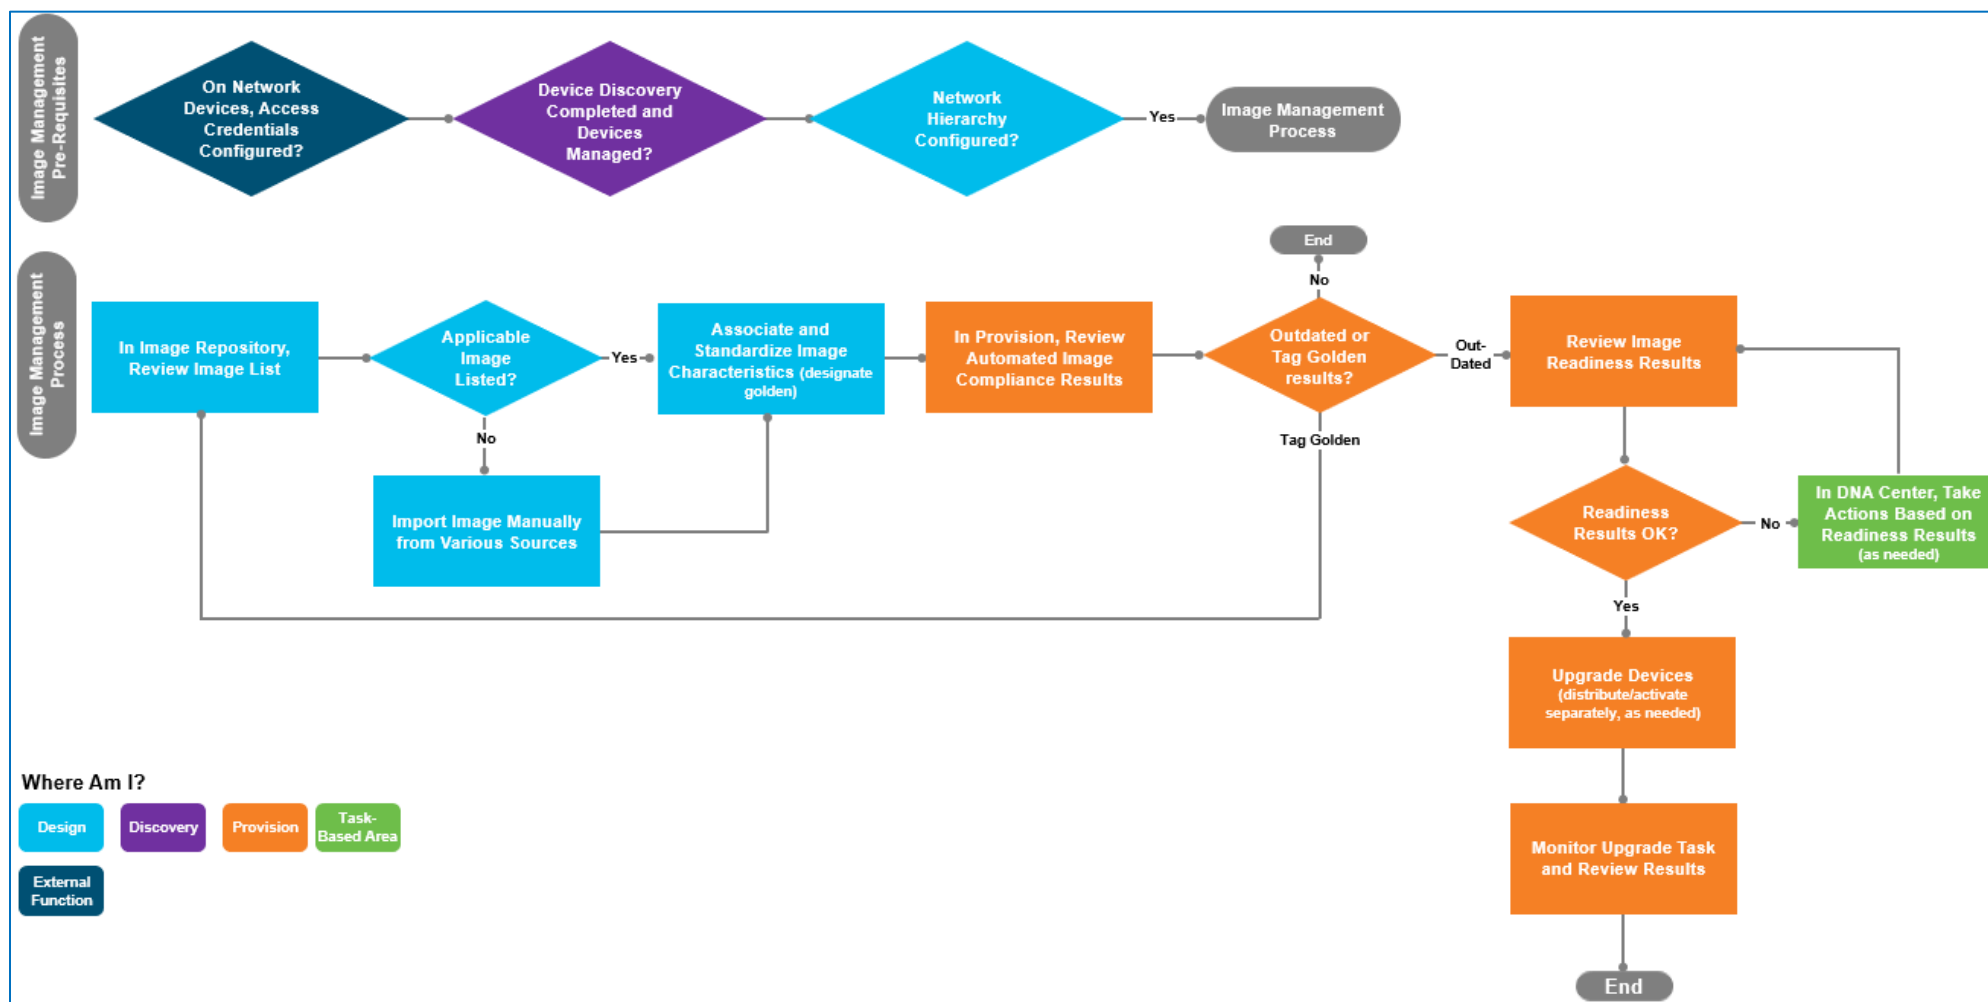 Image Management
Pre-Requisites
On Network
Devices, Access
Credentials
Configured?
Device Discovery
Completed and
Devices
Managed?
Network
Hierarchy
Configured?
Yes
Image Management
Process
Image Management
Process
In Image Repository,
Review Image List
Applicable
Image
Listed?
Yes
No
Import Image Manually
from Various Sources
Associate and
Standardize Image
Characteristics (designate
golden)
In Provision, Review
Automated Image
Compliance Results
End
No
Outdated or
Tag Golden
results?
Tag Golden
Out-
Dated
Review Image
Readiness Results
Readiness
Results OK?
No
In DNA Center, Take
Actions Based on
Readiness Results
(as needed)
Yes
Upgrade Devices
(distribute/activate
separately, as needed)
Monitor Upgrade Task
and Review Results
End
Where Am I?
Design
Discovery
Provision
Task-
Based Area
External
Function